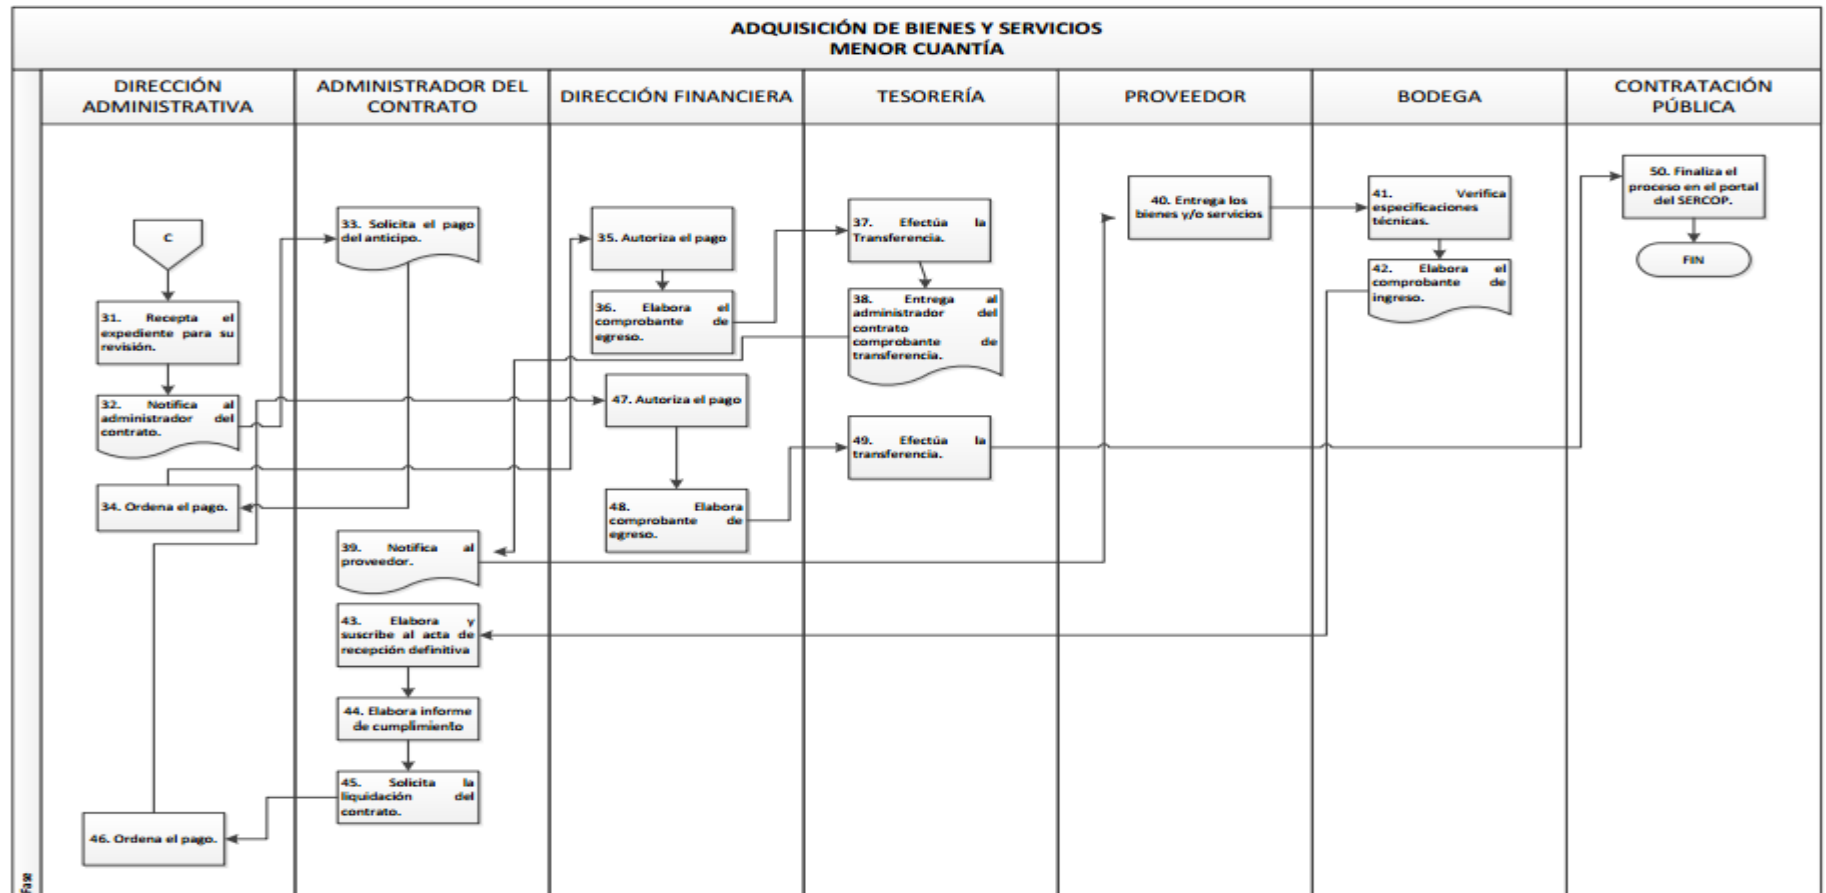 ADQUISICIÓN DE BIENES Y SERVICIOS
MENOR CUANTÍA
DIRECCIÓN
ADMINISTRATIVA
ADMINISTRADOR DEL
CONTRATO
DIRECCIÓN FINANCIERA
TESORERÍA
PROVEEDOR
BODEGA
CONTRATACIÓN
PÚBLICA
C
31. Recepta el
expediente para su
revisión.
32. Notifica al
administrador del
contrato.
33. Solicita el pago
del anticipo.
34. Ordena el pago.
35. Autoriza el pago
36. Elabora el
comprobante de
egreso.
37. Efectúa la
Transferencia.
38. Entrega al
administrador del
contrato
comprobante de
transferencia.
39. Notifica al
proveedor.
40. Entrega los
bienes y/o servicios
41. Verifica
especificaciones
técnicas.
42. Elabora el
comprobante de
ingreso.
43. Elabora y
suscribe al acta de
recepción definitiva
44. Elabora informe
de cumplimiento
45. Solicita la
liquidación del
contrato.
46. Ordena el pago.
47. Autoriza el pago
48. Elabora
comprobante de
egreso.
49. Efectúa la
transferencia.
50. Finaliza el
proceso en el portal
del SERCOP.
FIN
Fase